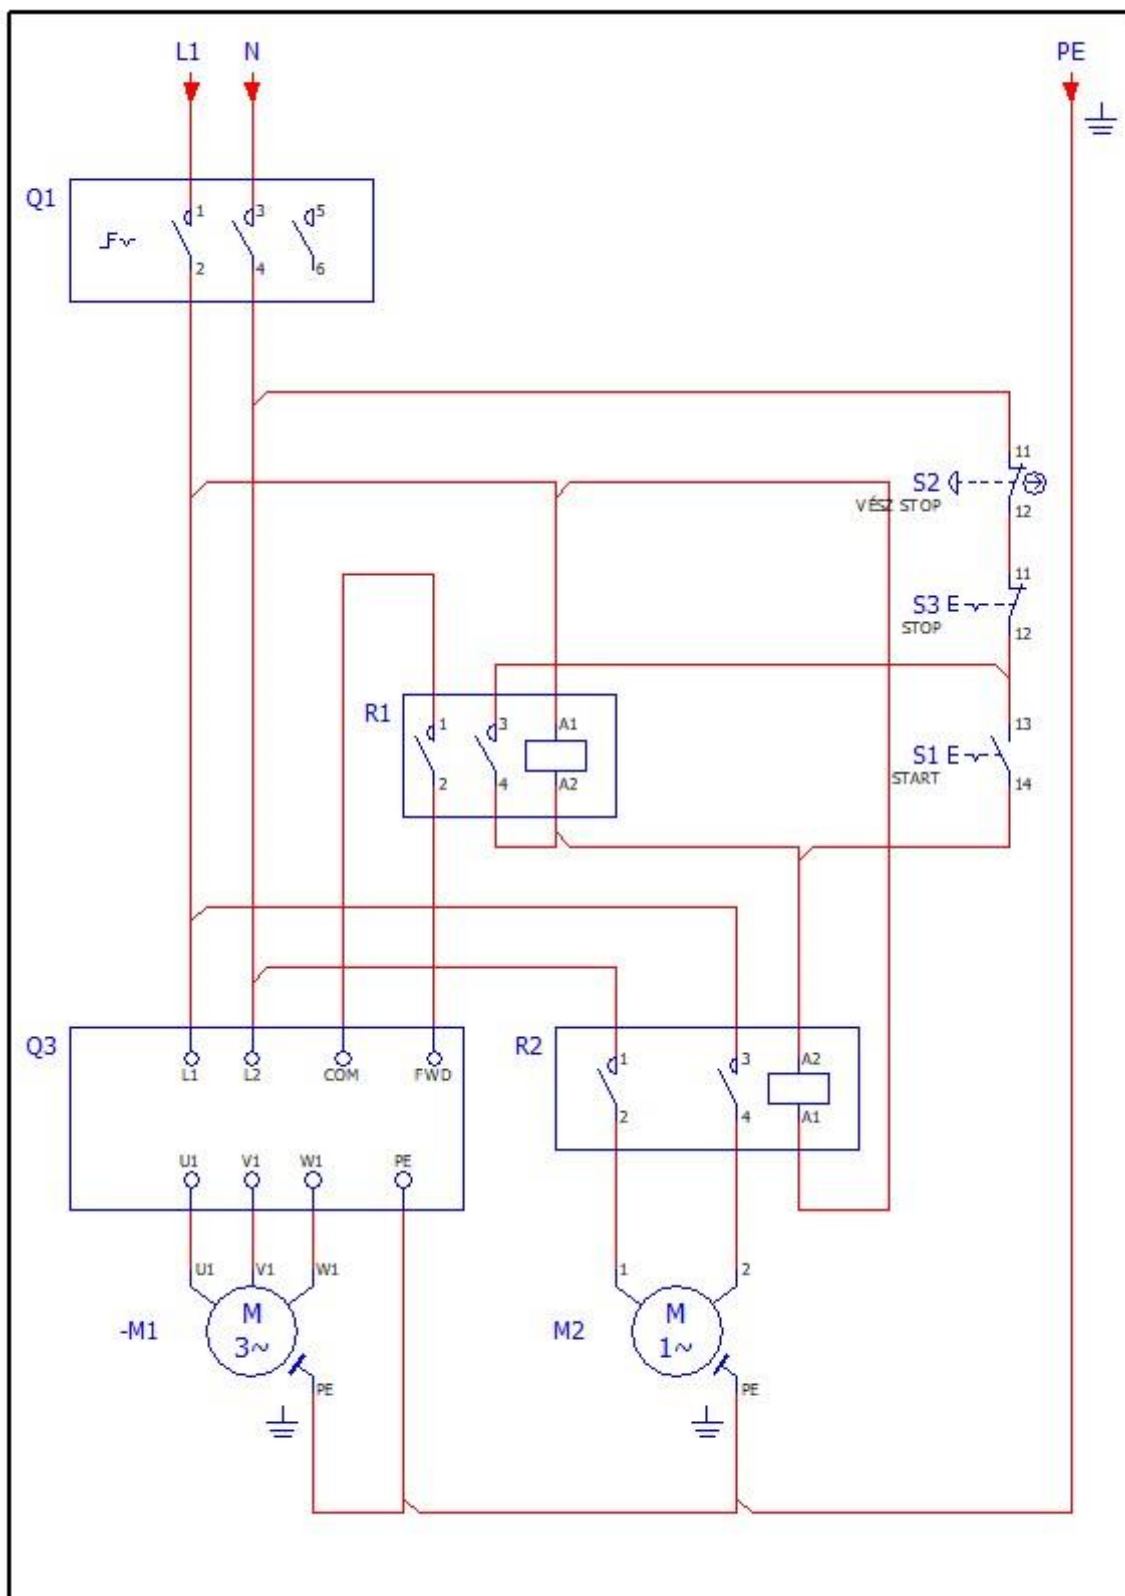 L1 N PE
Q1
1 3 5
2 4 6
11
S2
VÉSZ STOP
12
11
S3 E
STOP
12
R1
1 3 A1
13
S1 E
START
2 4 A2
14
Q3
R2
L1 L2 COM FWD
1 3 A2
2 4 A1
U1 V1 W1 PE
U1 V1 W1
1 2
-M1
M
3~
M2
M
1~
PE
PE